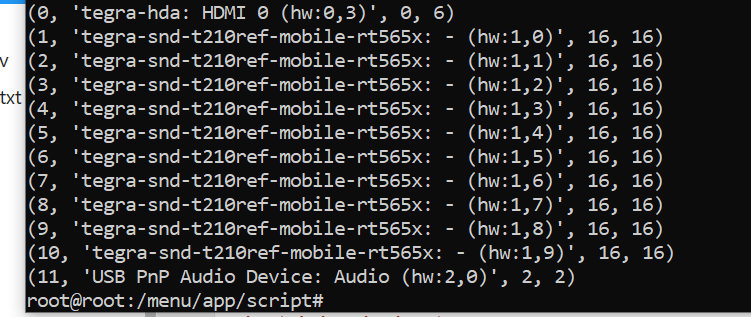 (0, 'tegra-hda: HDMI 0 (hw:0,3)', 0, 6)
(1, 'tegra-snd-t210ref-mobile-rt565x: - (hw:1,0)', 16, 16)
v
(2, 'tegra-snd-t210ref-mobile-rt565x: - (hw:1,1)', 16, 16)
(3, 'tegra-snd-t210ref-mobile-rt565x: - (hw:1,2)', 16, 16)
txt
(4, 'tegra-snd-t210ref-mobile-rt565x: - (hw:1,3)', 16, 16)
(5, 'tegra-snd-t210ref-mobile-rt565x: - (hw:1,4)', 16, 16)
(6, 'tegra-snd-t210ref-mobile-rt565x: - (hw:1,5)', 16, 16)
(7, 'tegra-snd-t210ref-mobile-rt565x: - (hw:1,6)', 16, 16)
(8, 'tegra-snd-t210ref-mobile-rt565x: - (hw:1,7)', 16, 16)
(9, 'tegra-snd-t210ref-mobile-rt565x: - (hw:1,8)', 16, 16)
(10, 'tegra-snd-t210ref-mobile-rt565x: - (hw:1,9)', 16, 16)
(11, 'USB PnP Audio Device: Audio (hw:2,0)', 2, 2)
root@root:/menu/app/script#